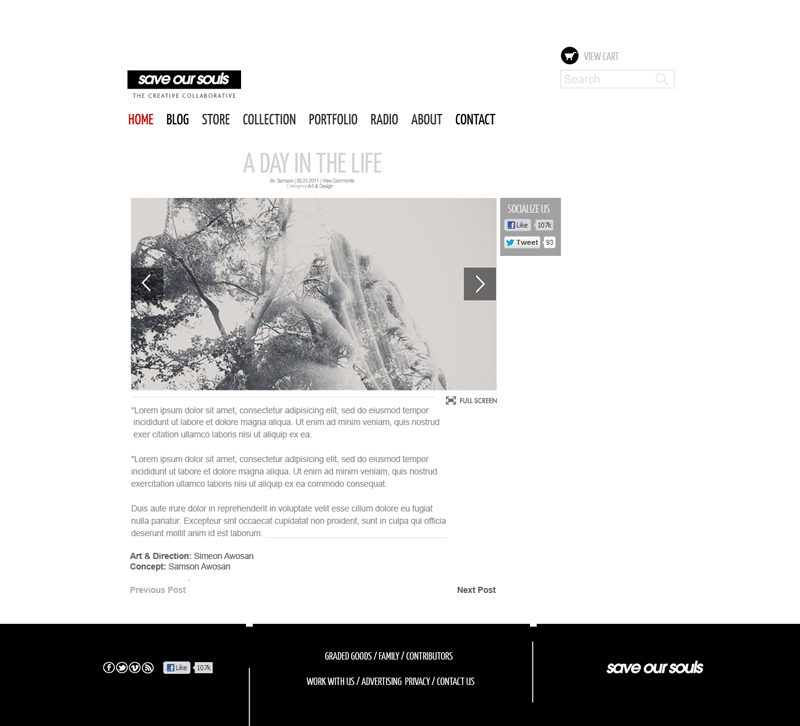 VIEW CART
save our souls
Search
THE CREATIVE COLLABORATIVE
HOME BLOG STORE COLLECTION PORTFOLIO RADIO ABOUT CONTACT
A DAY IN THE LIFE
By: Samson | 05.21.2011 | View Comments
Category: Art & Design
SOCIALIZE US
Like 107k
Tweet 93
FULL SCREEN
"Lorem ipsum dolor sit amet, consectetur adipisicing elit, sed do eiusmod tempor
incididunt ut labore et dolore magna aliqua. Ut enim ad minim veniam, quis nostrud
exer citation ullamco laboris nisi ut aliquip ex ea.
"Lorem ipsum dolor sit amet, consectetur adipisicing elit, sed do eiusmod tempor
incididunt ut labore et dolore magna aliqua. Ut enim ad minim veniam, quis nostrud
exercitation ullamco laboris nisi ut aliquip ex ea commodo consequat.
Duis aute irure dolor in reprehenderit in voluptate velit esse cillum dolore eu fugiat
nulla pariatur. Excepteur sint occaecat cupidatat non proident, sunt in culpa qui officia
deserunt mollit anim id est laborum.
Art & Direction: Simeon Awosan
Concept: Samson Awosan
Previous Post Next Post
GRADED GOODS / FAMILY / CONTRIBUTORS
Like 107k
save our souls
WORK WITH US / ADVERTISING PRIVACY / CONTACT US